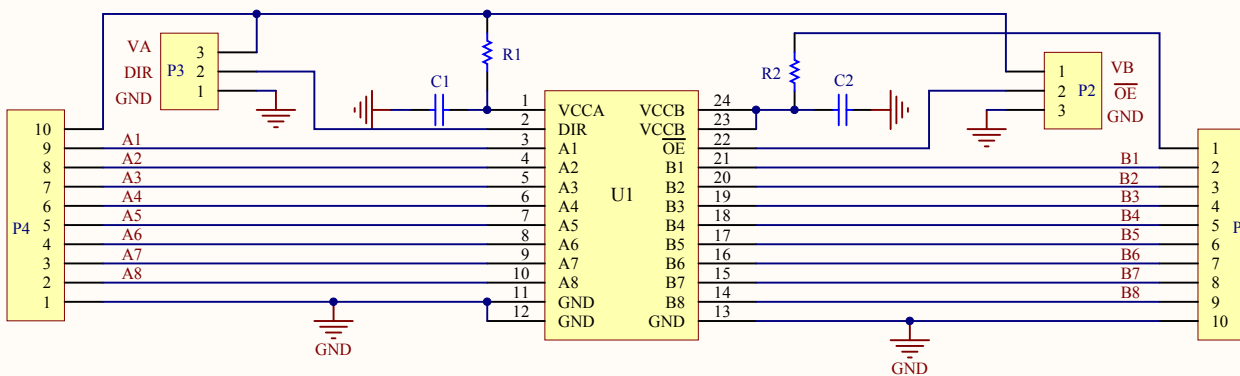 VA
DIR
GND
P3
3
2
1
R1
C1
R2
C2
1
2
3
P2
VB
OE
GND
P4
10
9
8
7
6
5
4
3
2
1
A1
A2
A3
A4
A5
A6
A7
A8
GND
1 VCCA
2 DIR
3 A1
4 A2
5 A3
6 A4
7 A5
8 A6
9 A7
10 A8
11 GND
12 GND
U1
VCCB 24
VCCB 23
OE 22
B1 21
B2 20
B3 19
B4 18
B5 17
B6 16
B7 15
B8 14
GND 13
B1
B2
B3
B4
B5
B6
B7
B8
GND
1
2
3
4
5
6
7
8
9
10
P